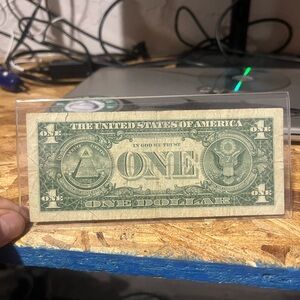 1 THE UNITED STATES OF AMERICA 1
ONE ONE
IN GOD WE TRUST
ONE
1 1
ONE ONE DOLLAR ONE